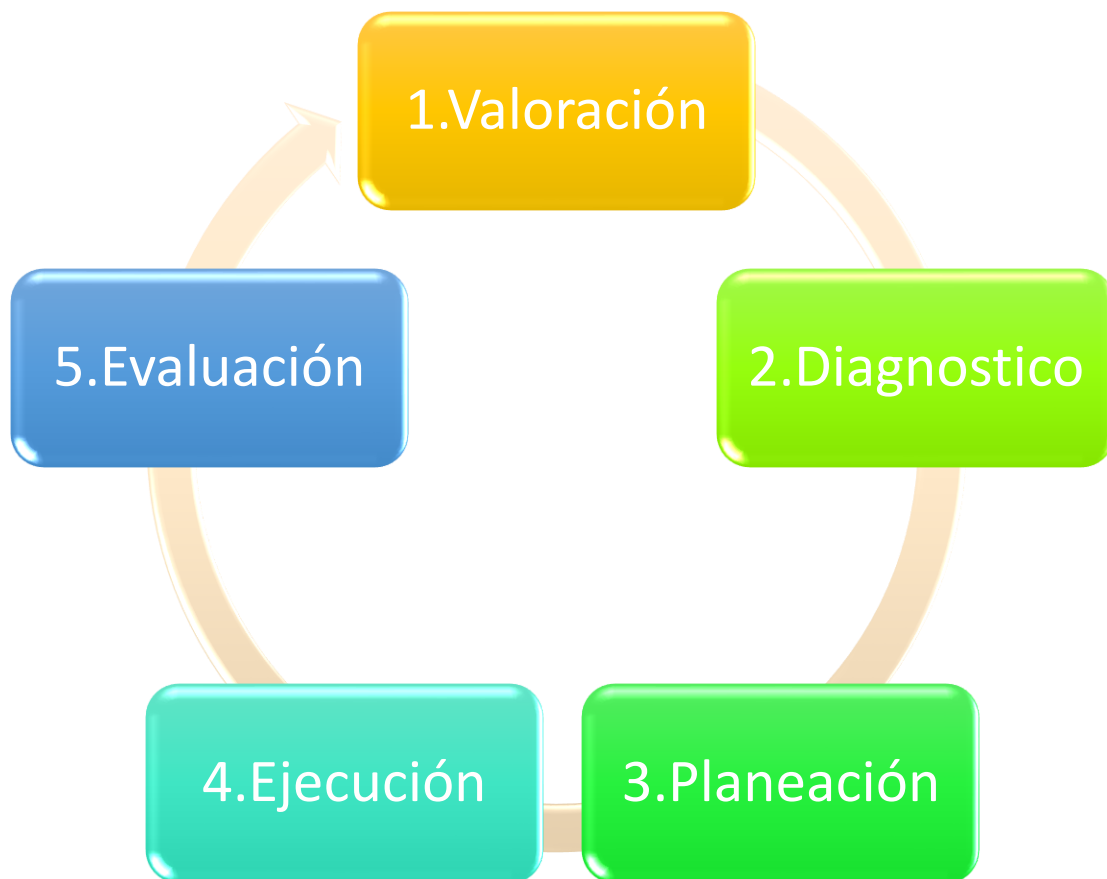 1.Valoración
2.Diagnostico
3.Planeación
4.Ejecución
5.Evaluación